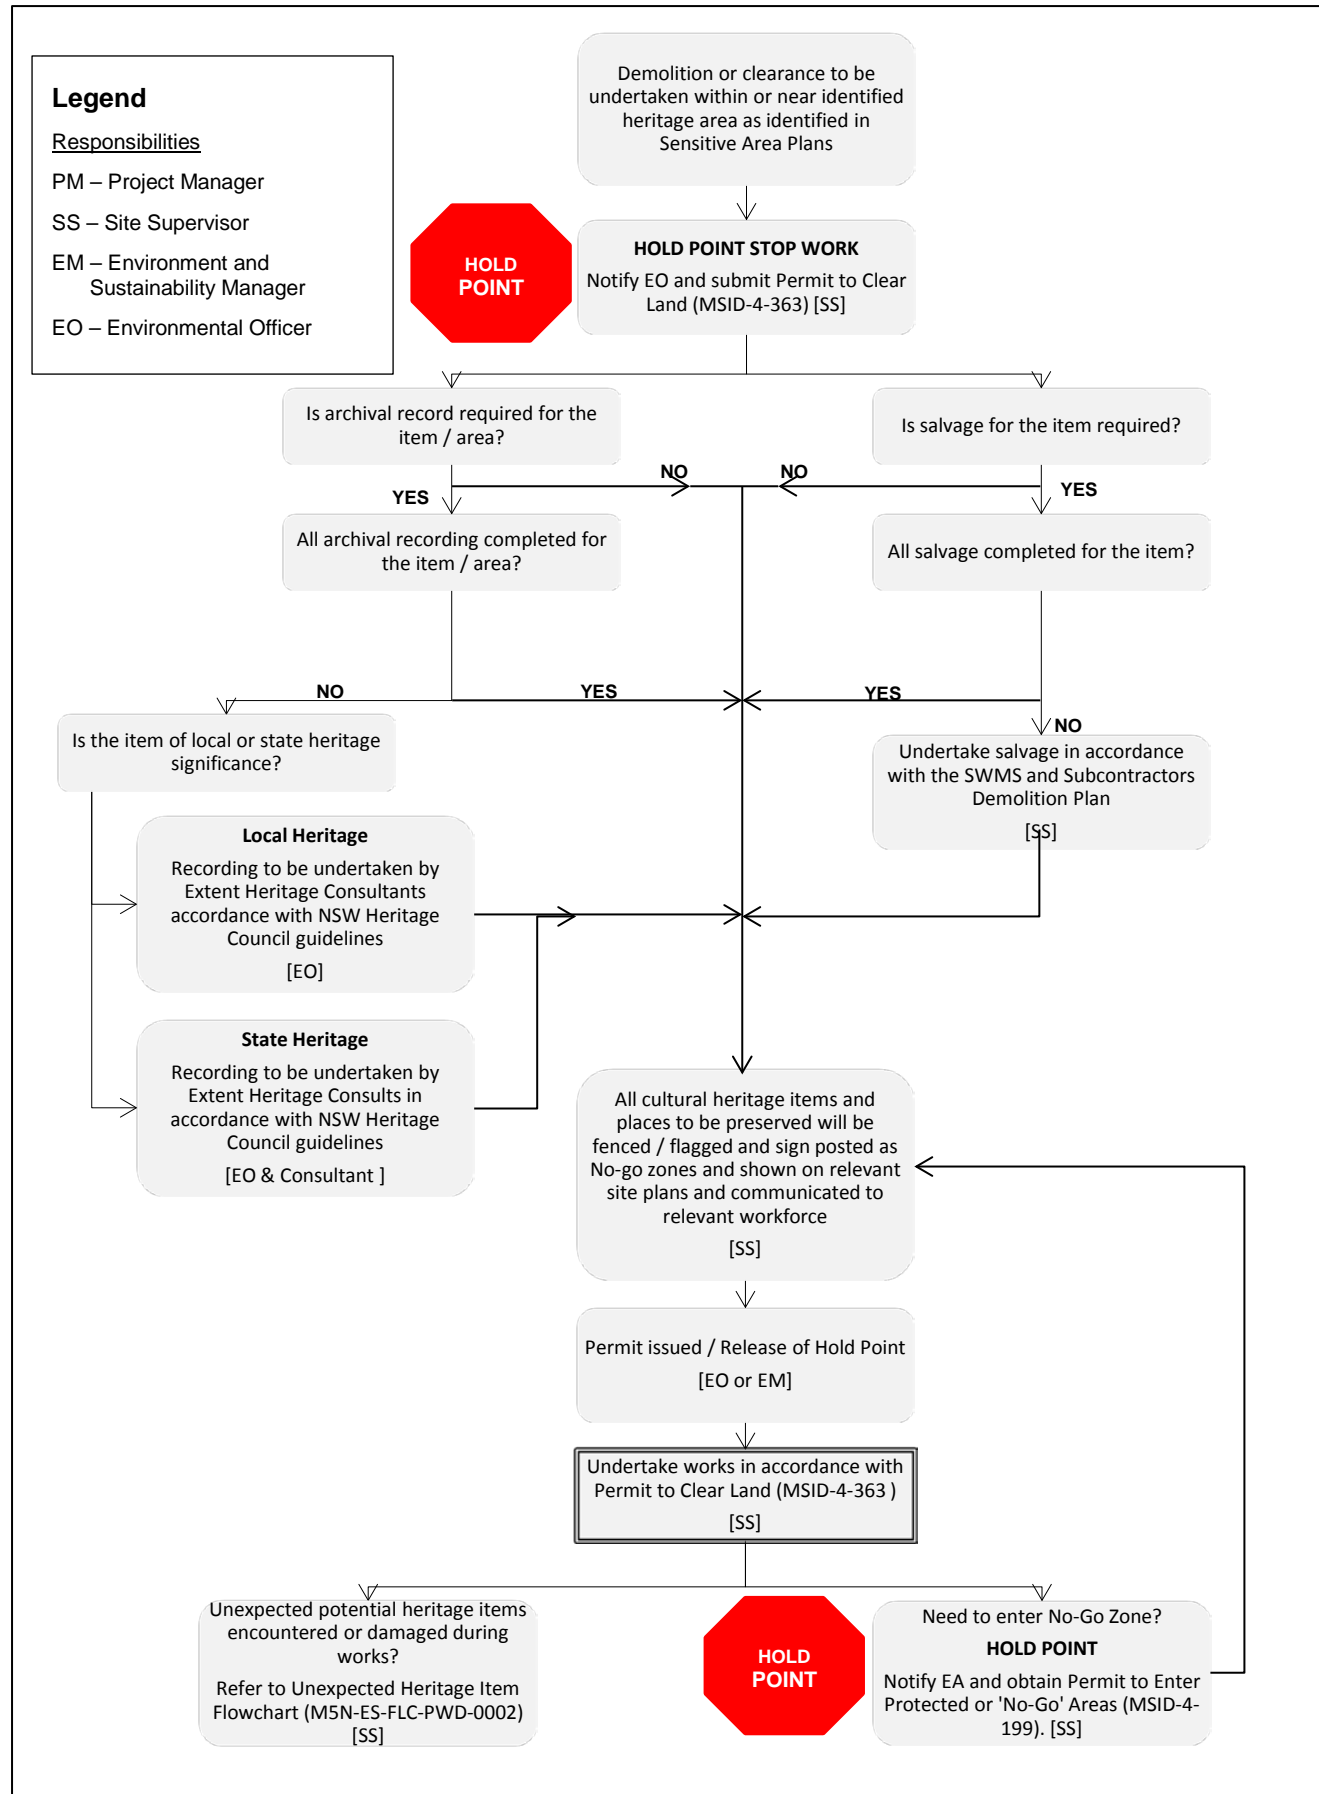 Legend
Responsibilities
PM – Project Manager
SS – Site Supervisor
EM – Environment and
Sustainability Manager
EO – Environmental Officer
Demolition or clearance to be
undertaken within or near identified
heritage area as identified in
Sensitive Area Plans
HOLD
POINT
HOLD POINT STOP WORK
Notify EO and submit Permit to Clear
Land (MSID-4-363) [SS]
Is archival record required for the
item / area?
Is salvage for the item required?
NO
NO
YES
YES
All archival recording completed for
the item / area?
All salvage completed for the item?
NO
YES
YES
NO
Is the item of local or state heritage
significance?
Undertake salvage in accordance
with the SWMS and Subcontractors
Demolition Plan
[SS]
Local Heritage
Recording to be undertaken by
Extent Heritage Consultants
accordance with NSW Heritage
Council guidelines
[EO]
State Heritage
Recording to be undertaken by
Extent Heritage Consults in
accordance with NSW Heritage
Council guidelines
[EO & Consultant ]
All cultural heritage items and
places to be preserved will be
fenced / flagged and sign posted as
No-go zones and shown on relevant
site plans and communicated to
relevant workforce
[SS]
Permit issued / Release of Hold Point
[EO or EM]
Undertake works in accordance with
Permit to Clear Land (MSID-4-363 )
[SS]
Unexpected potential heritage items
encountered or damaged during
works?
Refer to Unexpected Heritage Item
Flowchart (M5N-ES-FLC-PWD-0002)
[SS]
HOLD
POINT
Need to enter No-Go Zone?
HOLD POINT
Notify EA and obtain Permit to Enter
Protected or 'No-Go' Areas (MSID-4-
199). [SS]